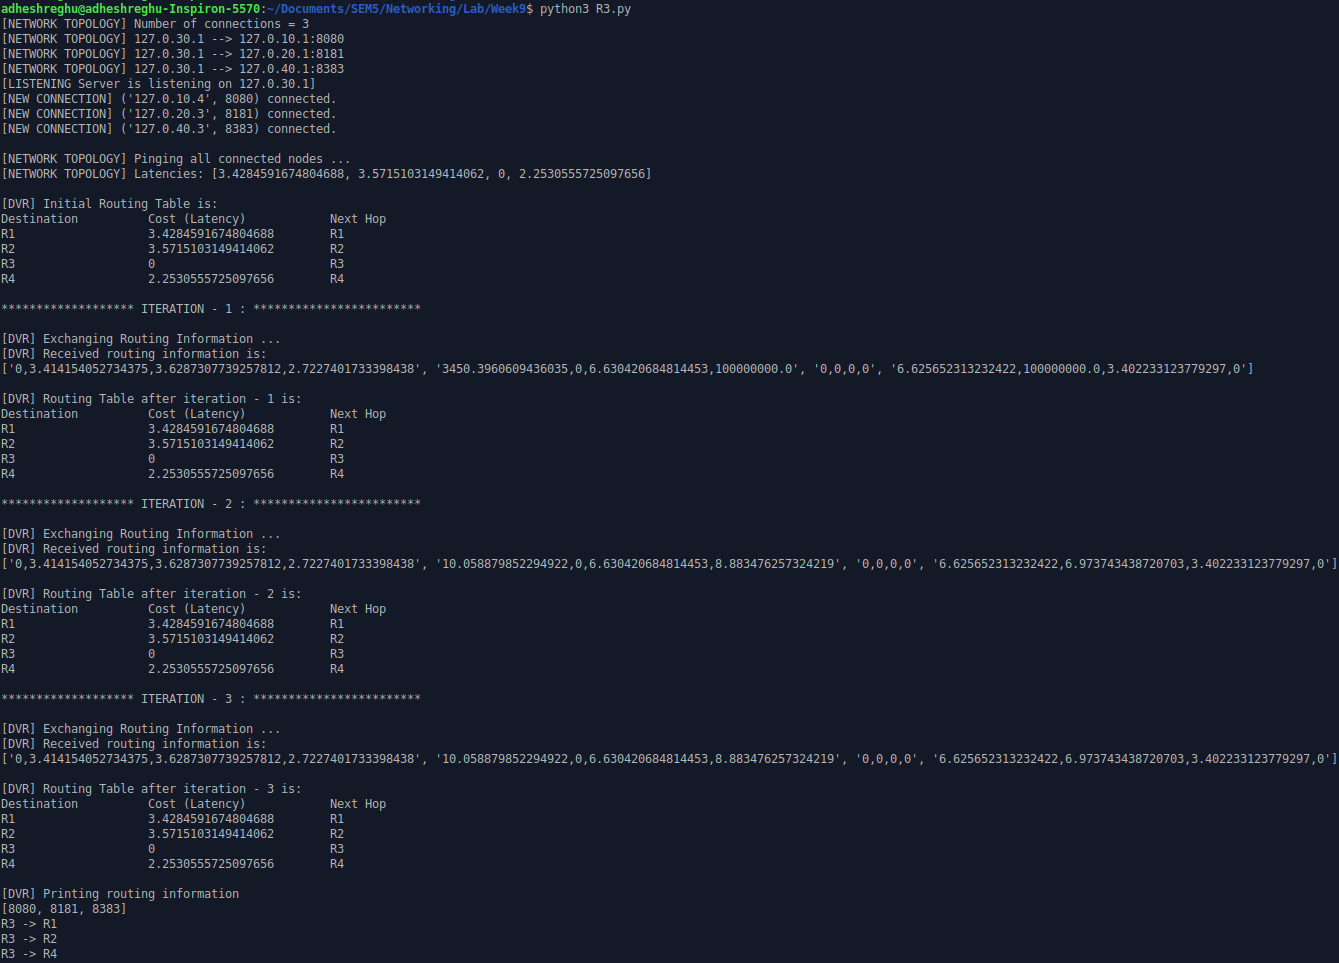 adheshreghu@adheshreghu-Inspiron-5570:~/Documents/SEM5/Networking/Lab/Week9$ python3 R3.py
[NETWORK TOPOLOGY] Number of connections = 3
[NETWORK TOPOLOGY] 127.0.30.1 --> 127.0.10.1:8080
[NETWORK TOPOLOGY] 127.0.30.1 --> 127.0.20.1:8181
[NETWORK TOPOLOGY] 127.0.30.1 --> 127.0.40.1:8383
[LISTENING Server is listening on 127.0.30.1]
[NEW CONNECTION] ('127.0.10.4', 8080) connected.
[NEW CONNECTION] ('127.0.20.3', 8181) connected.
[NEW CONNECTION] ('127.0.40.3', 8383) connected.
[NETWORK TOPOLOGY] Pinging all connected nodes ...
[NETWORK TOPOLOGY] Latencies: [3.4284591674804688, 3.5715103149414062, 0, 2.2530555725097656]
[DVR] Initial Routing Table is:
Destination Cost (Latency) Next Hop
R1 3.4284591674804688 R1
R2 3.5715103149414062 R2
R3 0 R3
R4 2.2530555725097656 R4
******************* ITERATION - 1 : ************************
[DVR] Exchanging Routing Information ...
[DVR] Received routing information is:
['0,3.414154052734375,3.6287307739257812,2.7227401733398438', '3450.3960609436035,0,6.630420684814453,100000000.0', '0,0,0,0', '6.625652313232422,100000000.0,3.402233123779297,0']
[DVR] Routing Table after iteration - 1 is:
Destination Cost (Latency) Next Hop
R1 3.4284591674804688 R1
R2 3.5715103149414062 R2
R3 0 R3
R4 2.2530555725097656 R4
******************* ITERATION - 2 : ************************
[DVR] Exchanging Routing Information ...
[DVR] Received routing information is:
['0,3.414154052734375,3.6287307739257812,2.7227401733398438', '10.058879852294922,0,6.630420684814453,8.883476257324219', '0,0,0,0', '6.625652313232422,6.973743438720703,3.402233123779297,0']
[DVR] Routing Table after iteration - 2 is:
Destination Cost (Latency) Next Hop
R1 3.4284591674804688 R1
R2 3.5715103149414062 R2
R3 0 R3
R4 2.2530555725097656 R4
******************* ITERATION - 3 : ************************
[DVR] Exchanging Routing Information ...
[DVR] Received routing information is:
['0,3.414154052734375,3.6287307739257812,2.7227401733398438', '10.058879852294922,0,6.630420684814453,8.883476257324219', '0,0,0,0', '6.625652313232422,6.973743438720703,3.402233123779297,0']
[DVR] Routing Table after iteration - 3 is:
Destination Cost (Latency) Next Hop
R1 3.4284591674804688 R1
R2 3.5715103149414062 R2
R3 0 R3
R4 2.2530555725097656 R4
[DVR] Printing routing information
[8080, 8181, 8383]
R3 -> R1
R3 -> R2
R3 -> R4